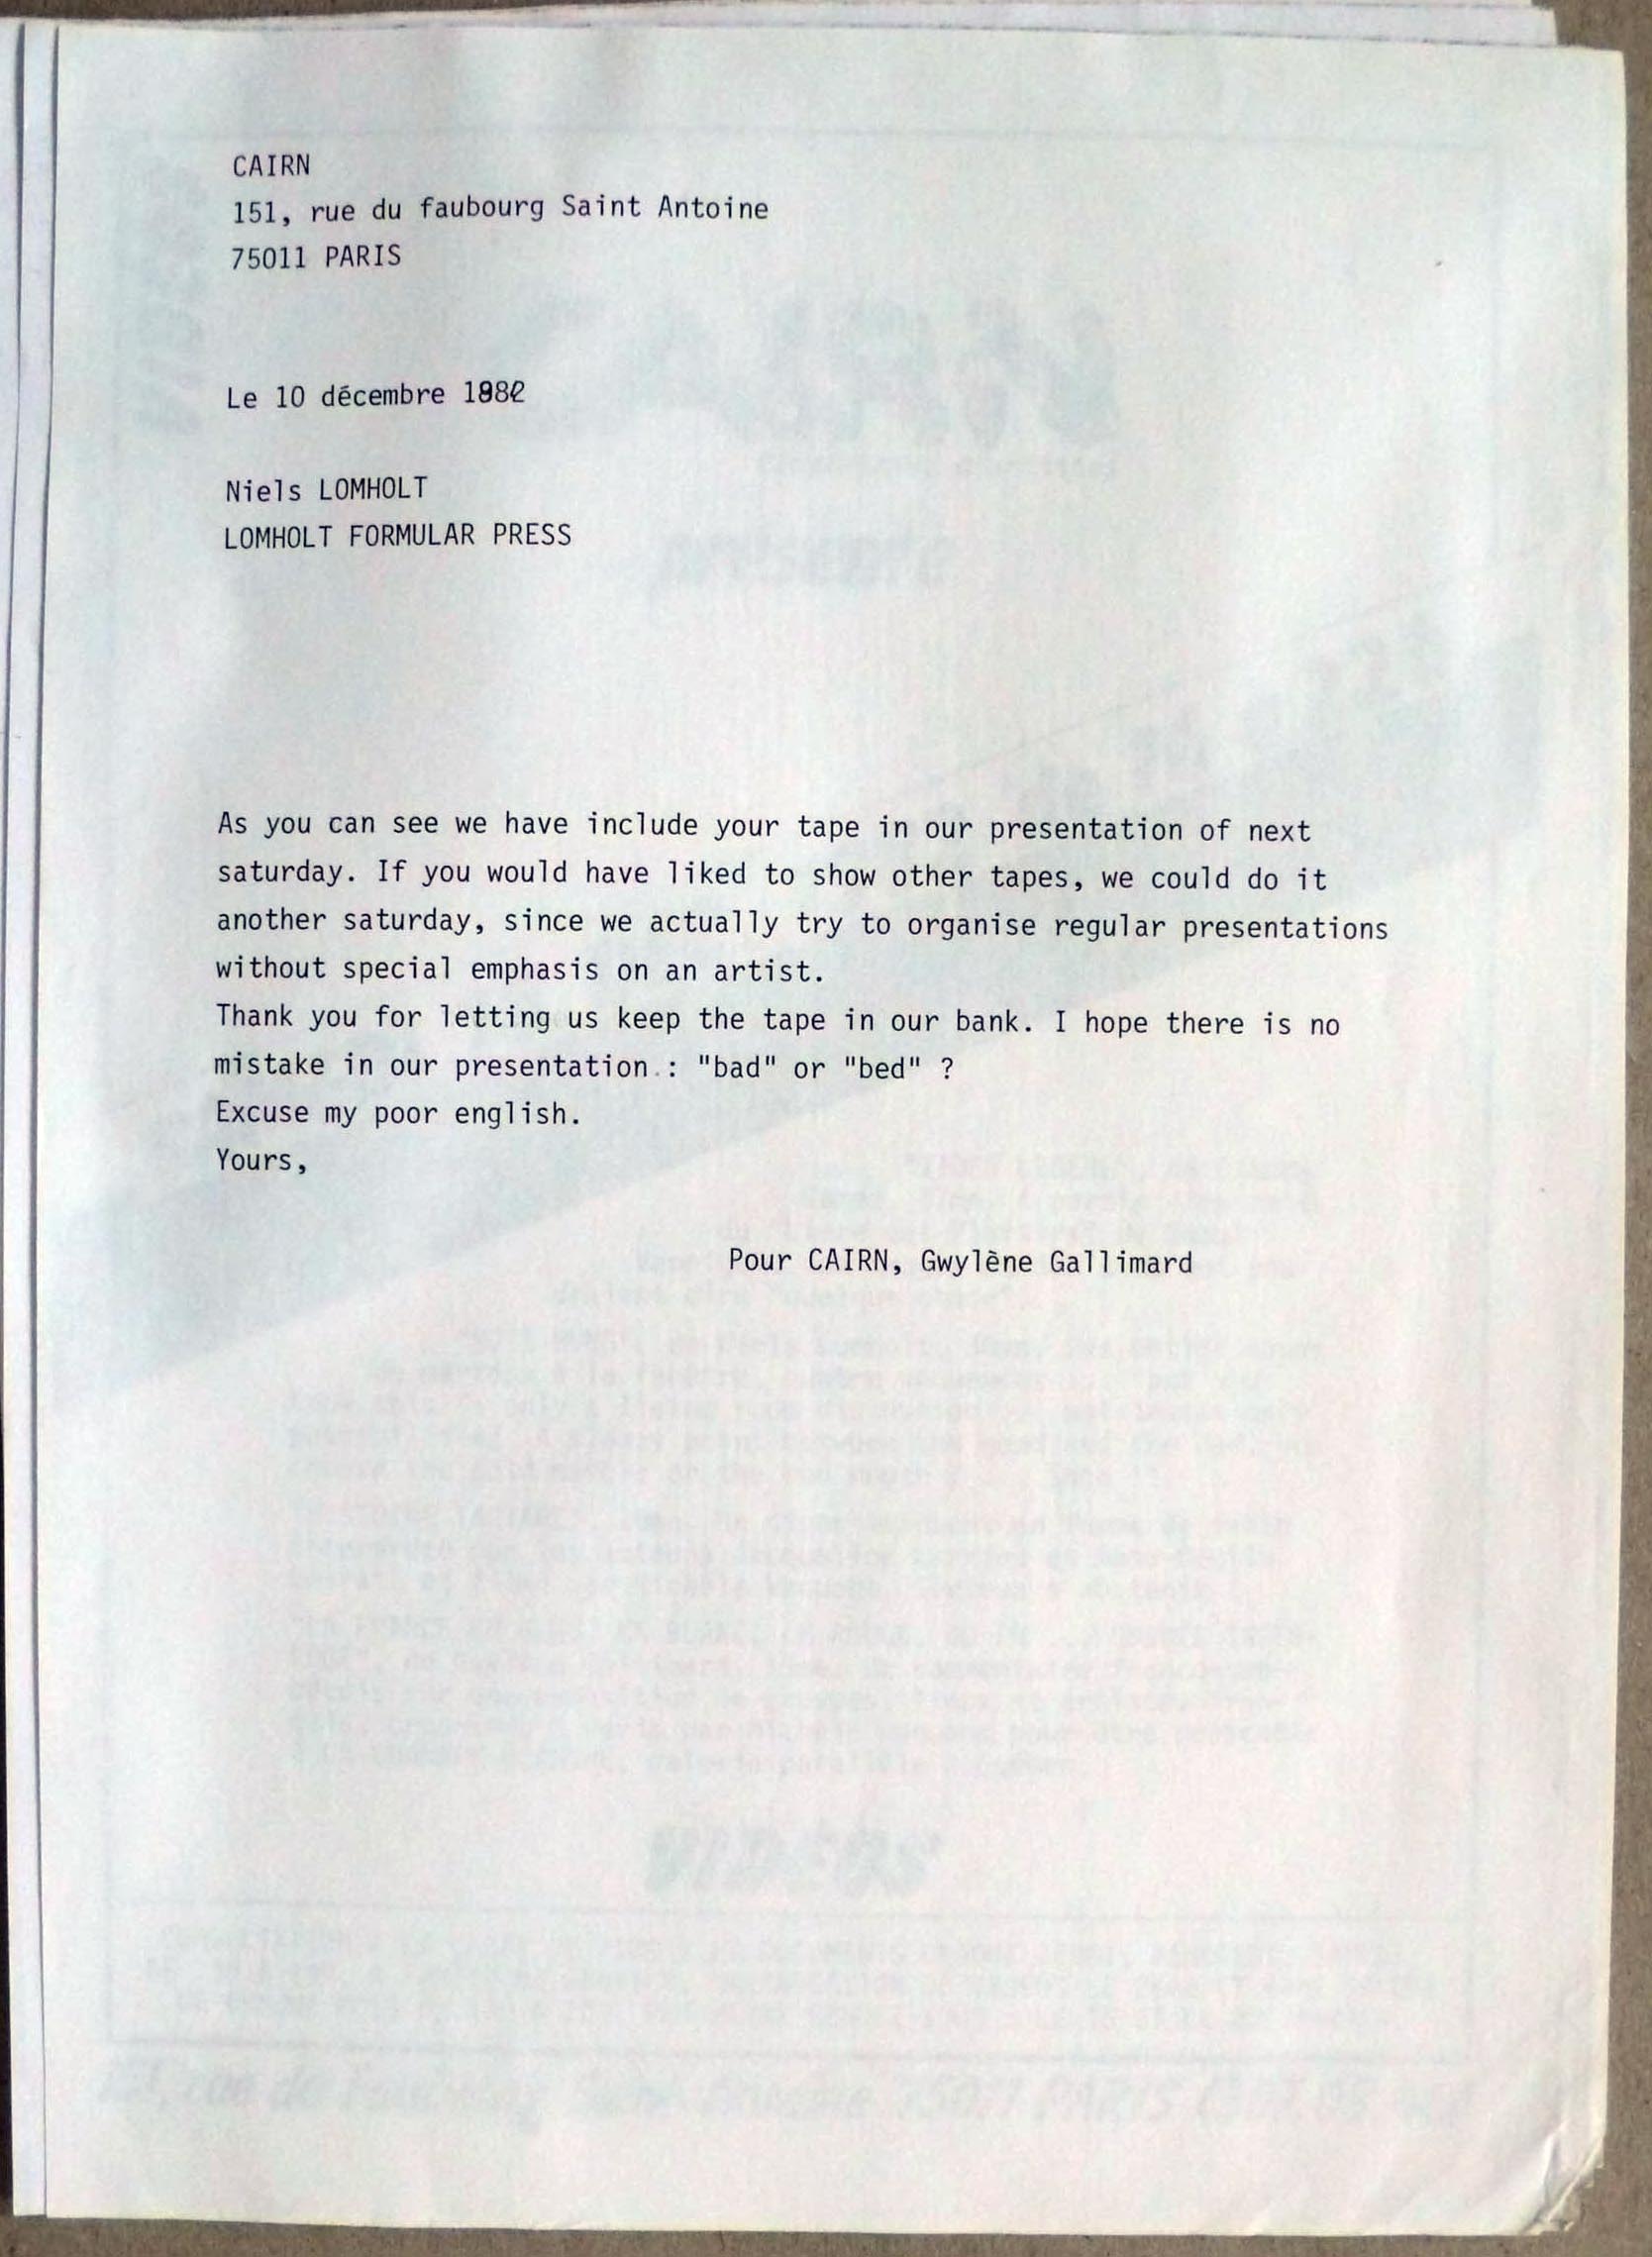 CAIRN
151, rue du faubourg Saint Antoine
75011 PARIS
Le 10 décembre 1982
Niels LOMHOLT
LOMHOLT FORMULAR PRESS
As you can see we have include your tape in our presentation of next
saturday. If you would have liked to show other tapes, we could do it
another saturday, since we actually try to organise regular presentations
without special emphasis on an artist.
Thank you for letting us keep the tape in our bank. I hope there is no
mistake in our presentation : "bad" or "bed" ?
Excuse my poor english.
Yours,
Pour CAIRN, Gwylène Gallimard